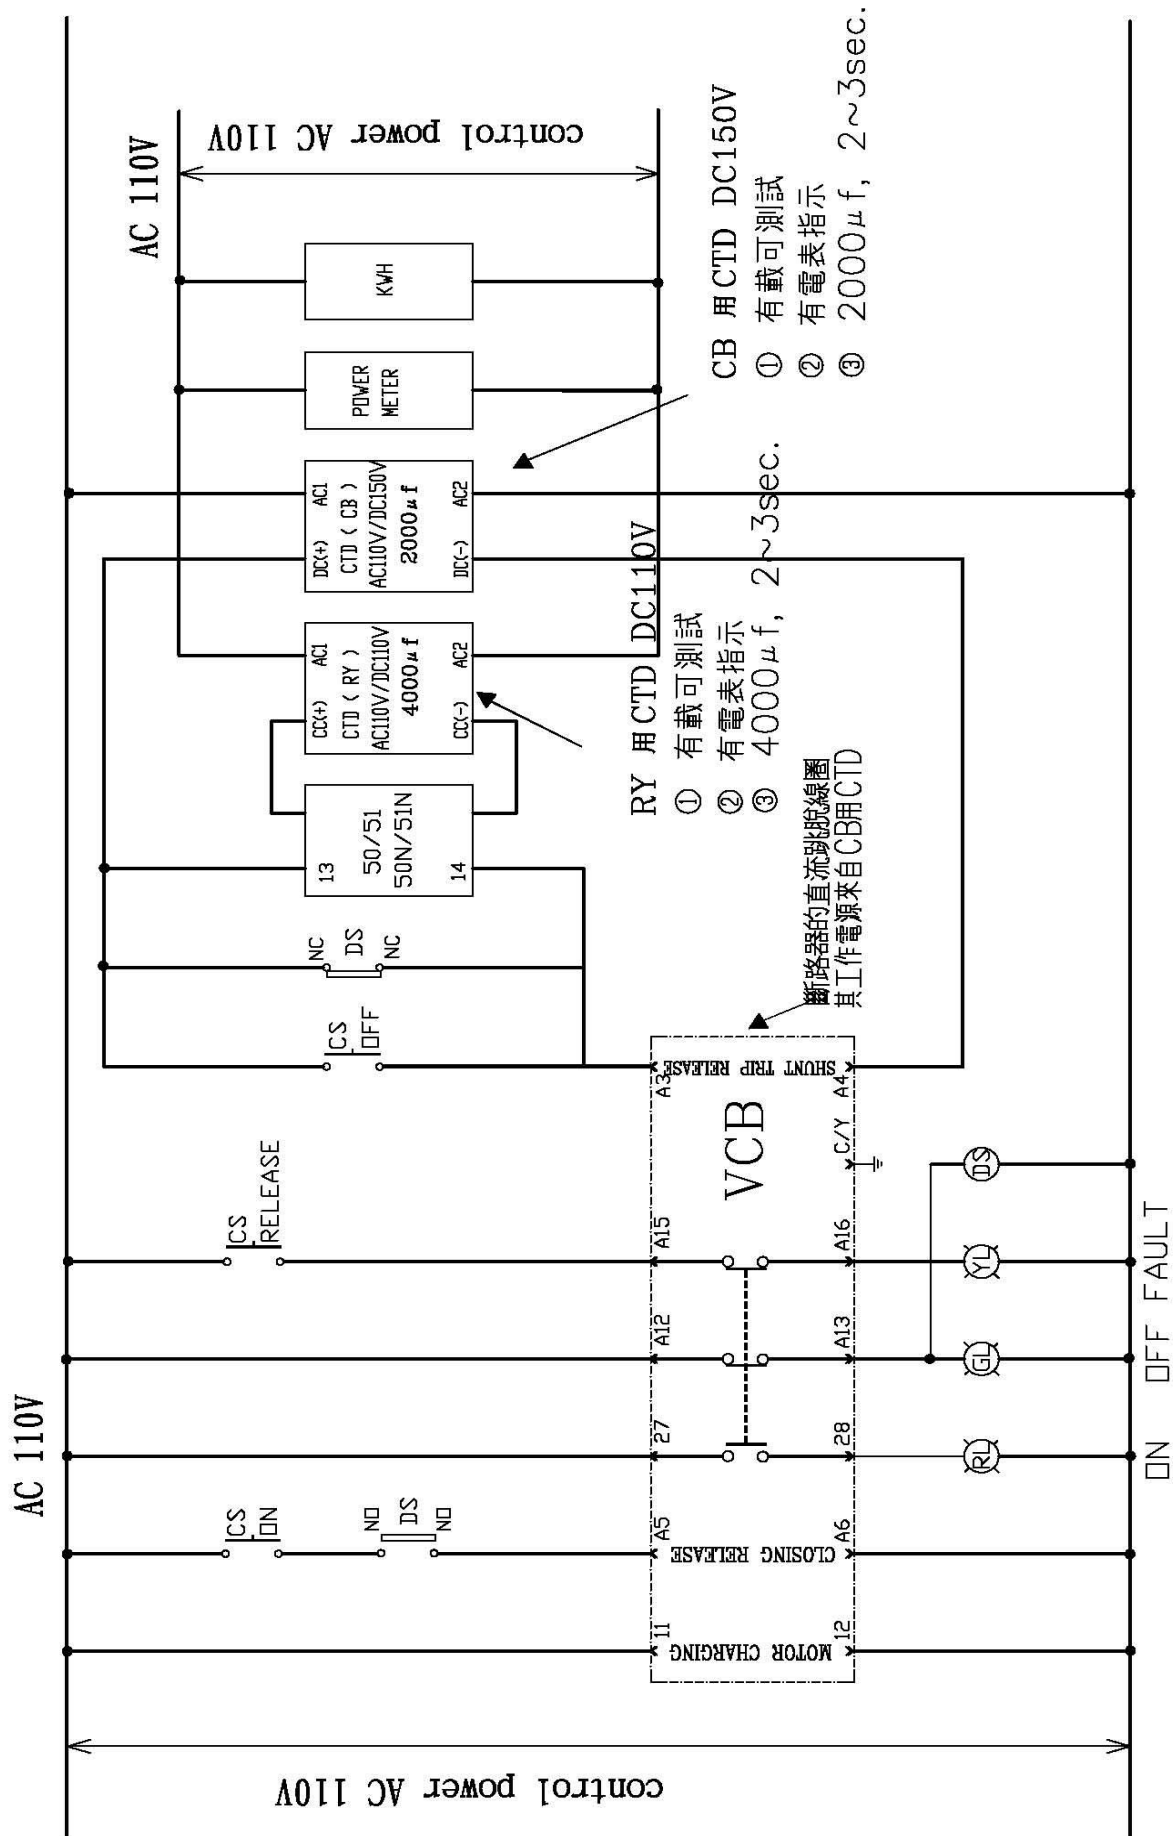 AC 110V
control power AC 110V
MOTOR CHARGING
11
12
CS
ON
NO
DS
NO
A5
CLOSING RELEASE
A6
27
28
RL
ON
A12
A13
GL
OFF
CS
RELEASE
A15
A16
YL
FAULT
VCB
C/Y
DS
CS
OFF
A3
SHUNT TRIP RELEASE
A4
斷路器的直流跳脫線圈
其工作電源來自CB用CTD
NC
DS
NC
13
50/51
50N/51N
14
CC(+)
AC1
CTD ( RY )
AC110V/DC110V
4000μf
CC(-)
AC2
RY 用 CTD DC110V
① 有載可測試
② 有電表指示
③ 4000μf, 2~3sec.
DC(+)
AC1
CTD ( CB )
AC110V/DC150V
2000μf
DC(-)
AC2
CB 用 CTD DC150V
① 有載可測試
② 有電表指示
③ 2000μf, 2~3sec.
POWER
METER
KWH
AC 110V
control power AC 110V